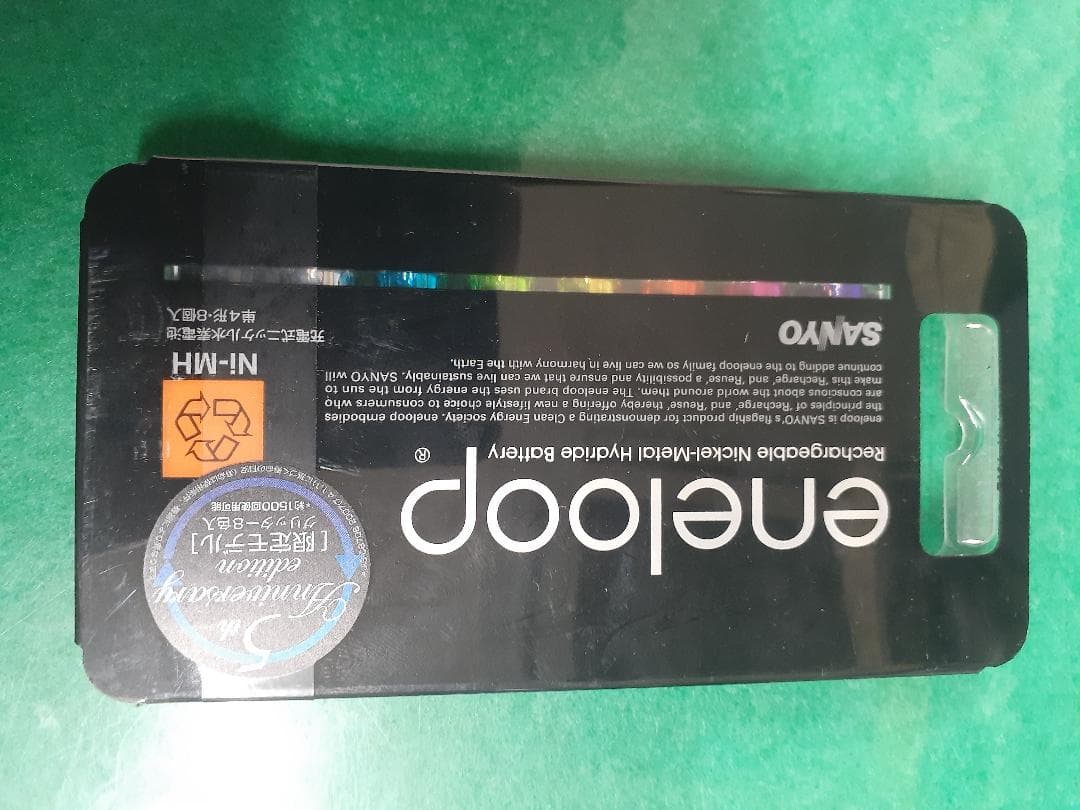 eneloop®
Rechargeable Nickel-Metal Hydride Battery
eneloop is SANYO's flagship product for demonstrating a Clean Energy society. eneloop embodies
the principles of 'Recharge' and 'Reuse' thereby offering a new lifestyle choice to consumers who
are conscious about the world around them. The eneloop brand uses the energy from the sun to
make this 'Recharge' and 'Reuse' a possibility and ensure that we can live sustainably. SANYO will
continue adding to the eneloop family so we can live in harmony with the Earth.
SANYO
5th
Anniversary
edition
[限定モデル]
グリッター8色入
*約1500回使用可能
Ni-MH
充電式ニッケル水素電池
単4形・8個入